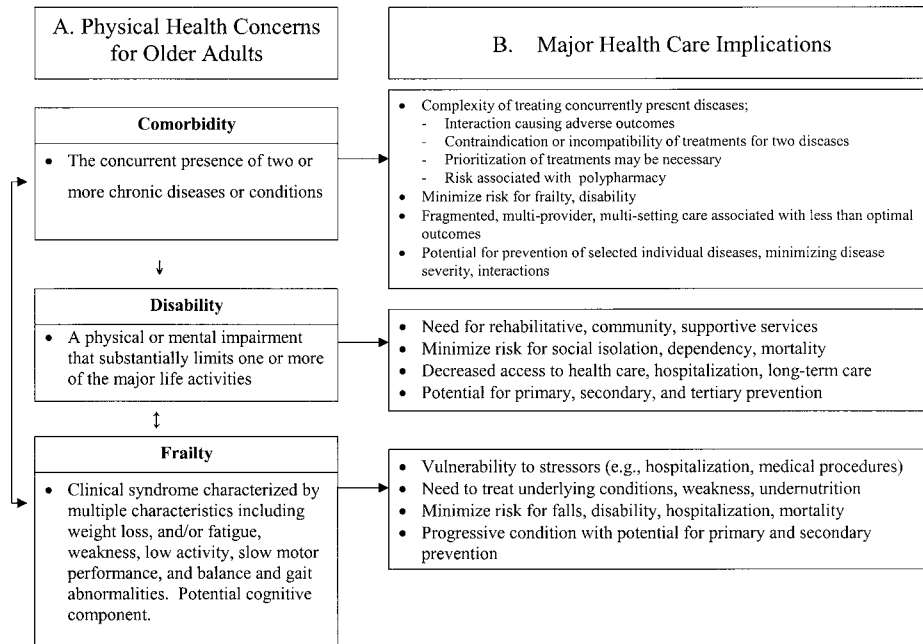 A. Physical Health Concerns
for Older Adults
B. Major Health Care Implications
Comorbidity
• The concurrent presence of two or
more chronic diseases or conditions
• Complexity of treating concurrently present diseases;
- Interaction causing adverse outcomes
- Contraindication or incompatibility of treatments for two diseases
- Prioritization of treatments may be necessary
- Risk associated with polypharmacy
• Minimize risk for frailty, disability
• Fragmented, multi-provider, multi-setting care associated with less than optimal
outcomes
• Potential for prevention of selected individual diseases, minimizing disease
severity, interactions
Disability
• A physical or mental impairment
that substantially limits one or more
of the major life activities
• Need for rehabilitative, community, supportive services
• Minimize risk for social isolation, dependency, mortality
• Decreased access to health care, hospitalization, long-term care
• Potential for primary, secondary, and tertiary prevention
Frailty
• Clinical syndrome characterized by
multiple characteristics including
weight loss, and/or fatigue,
weakness, low activity, slow motor
performance, and balance and gait
abnormalities. Potential cognitive
component.
• Vulnerability to stressors (e.g., hospitalization, medical procedures)
• Need to treat underlying conditions, weakness, undernutrition
• Minimize risk for falls, disability, hospitalization, mortality
• Progressive condition with potential for primary and secondary
prevention